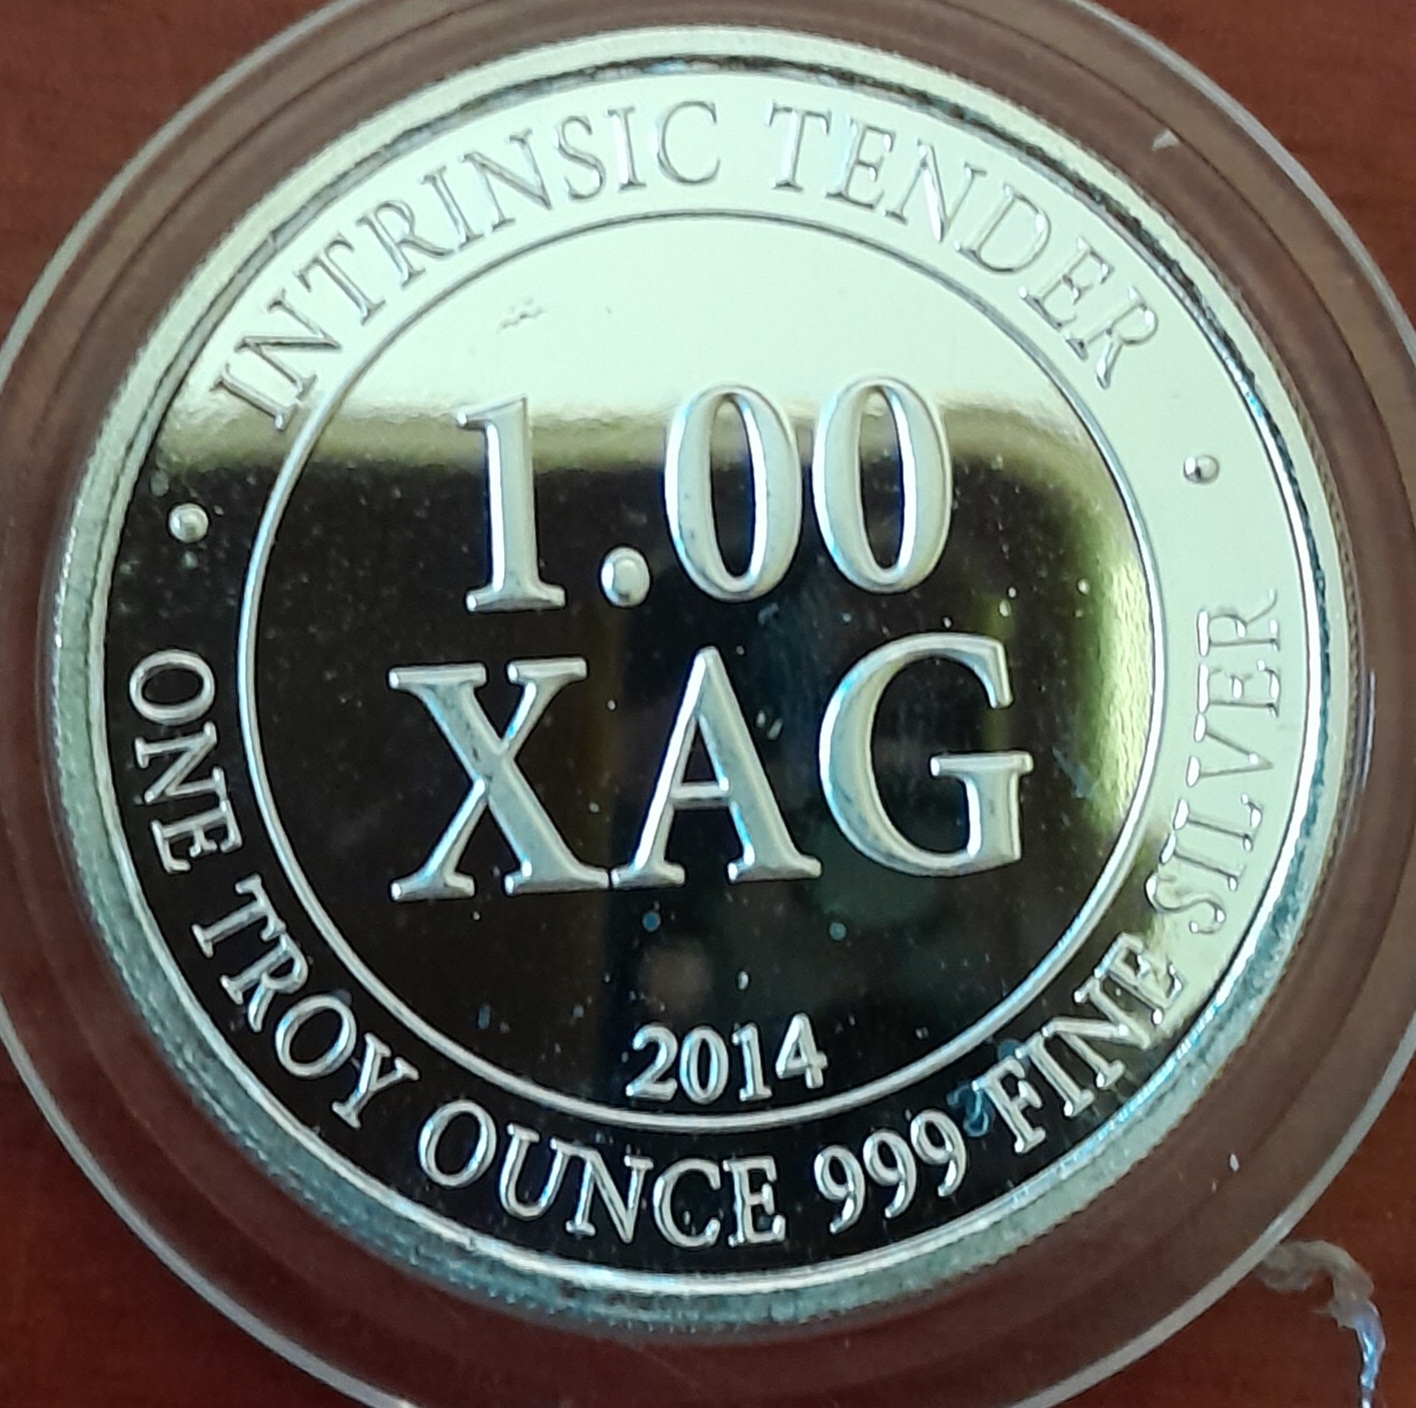 INTRINSIC TENDER
1.00
XAG
2014
ONE TROY OUNCE 999 FINE SILVER